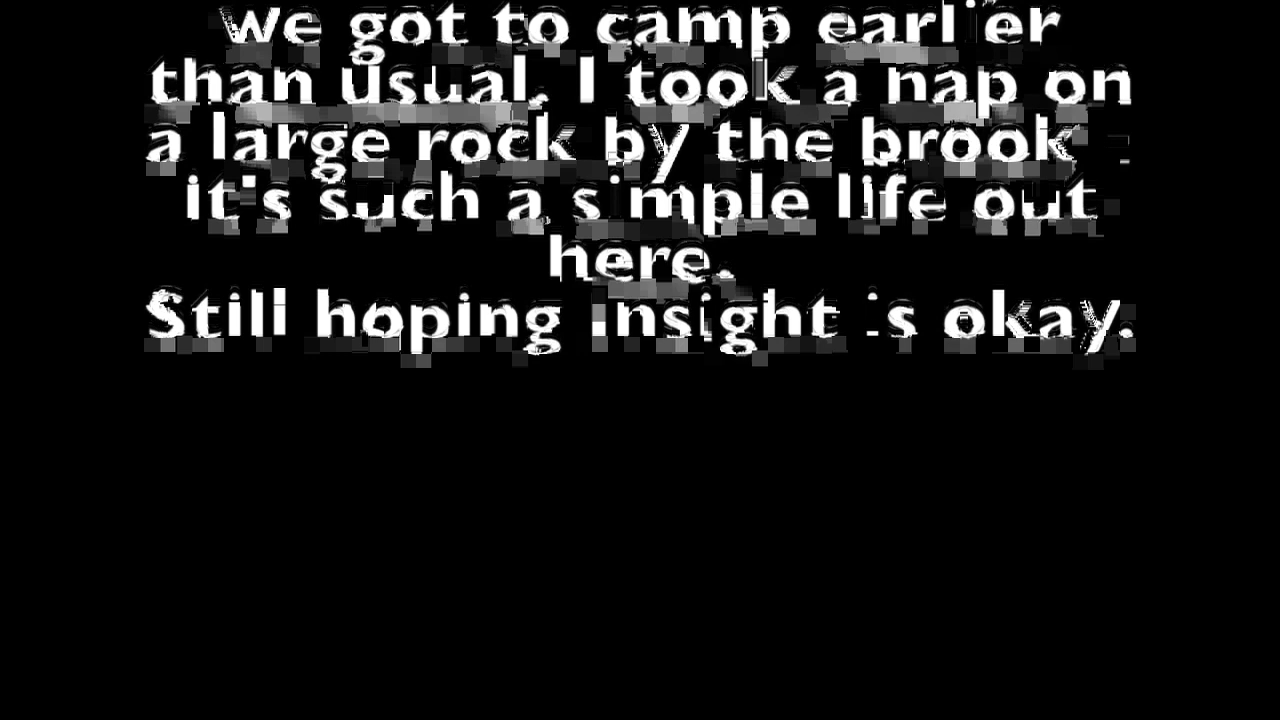 we got to camp earlier
than usual. I took a nap on
a large rock by the brook -
it's such a simple life out
here.
Still hoping Insight is okay.